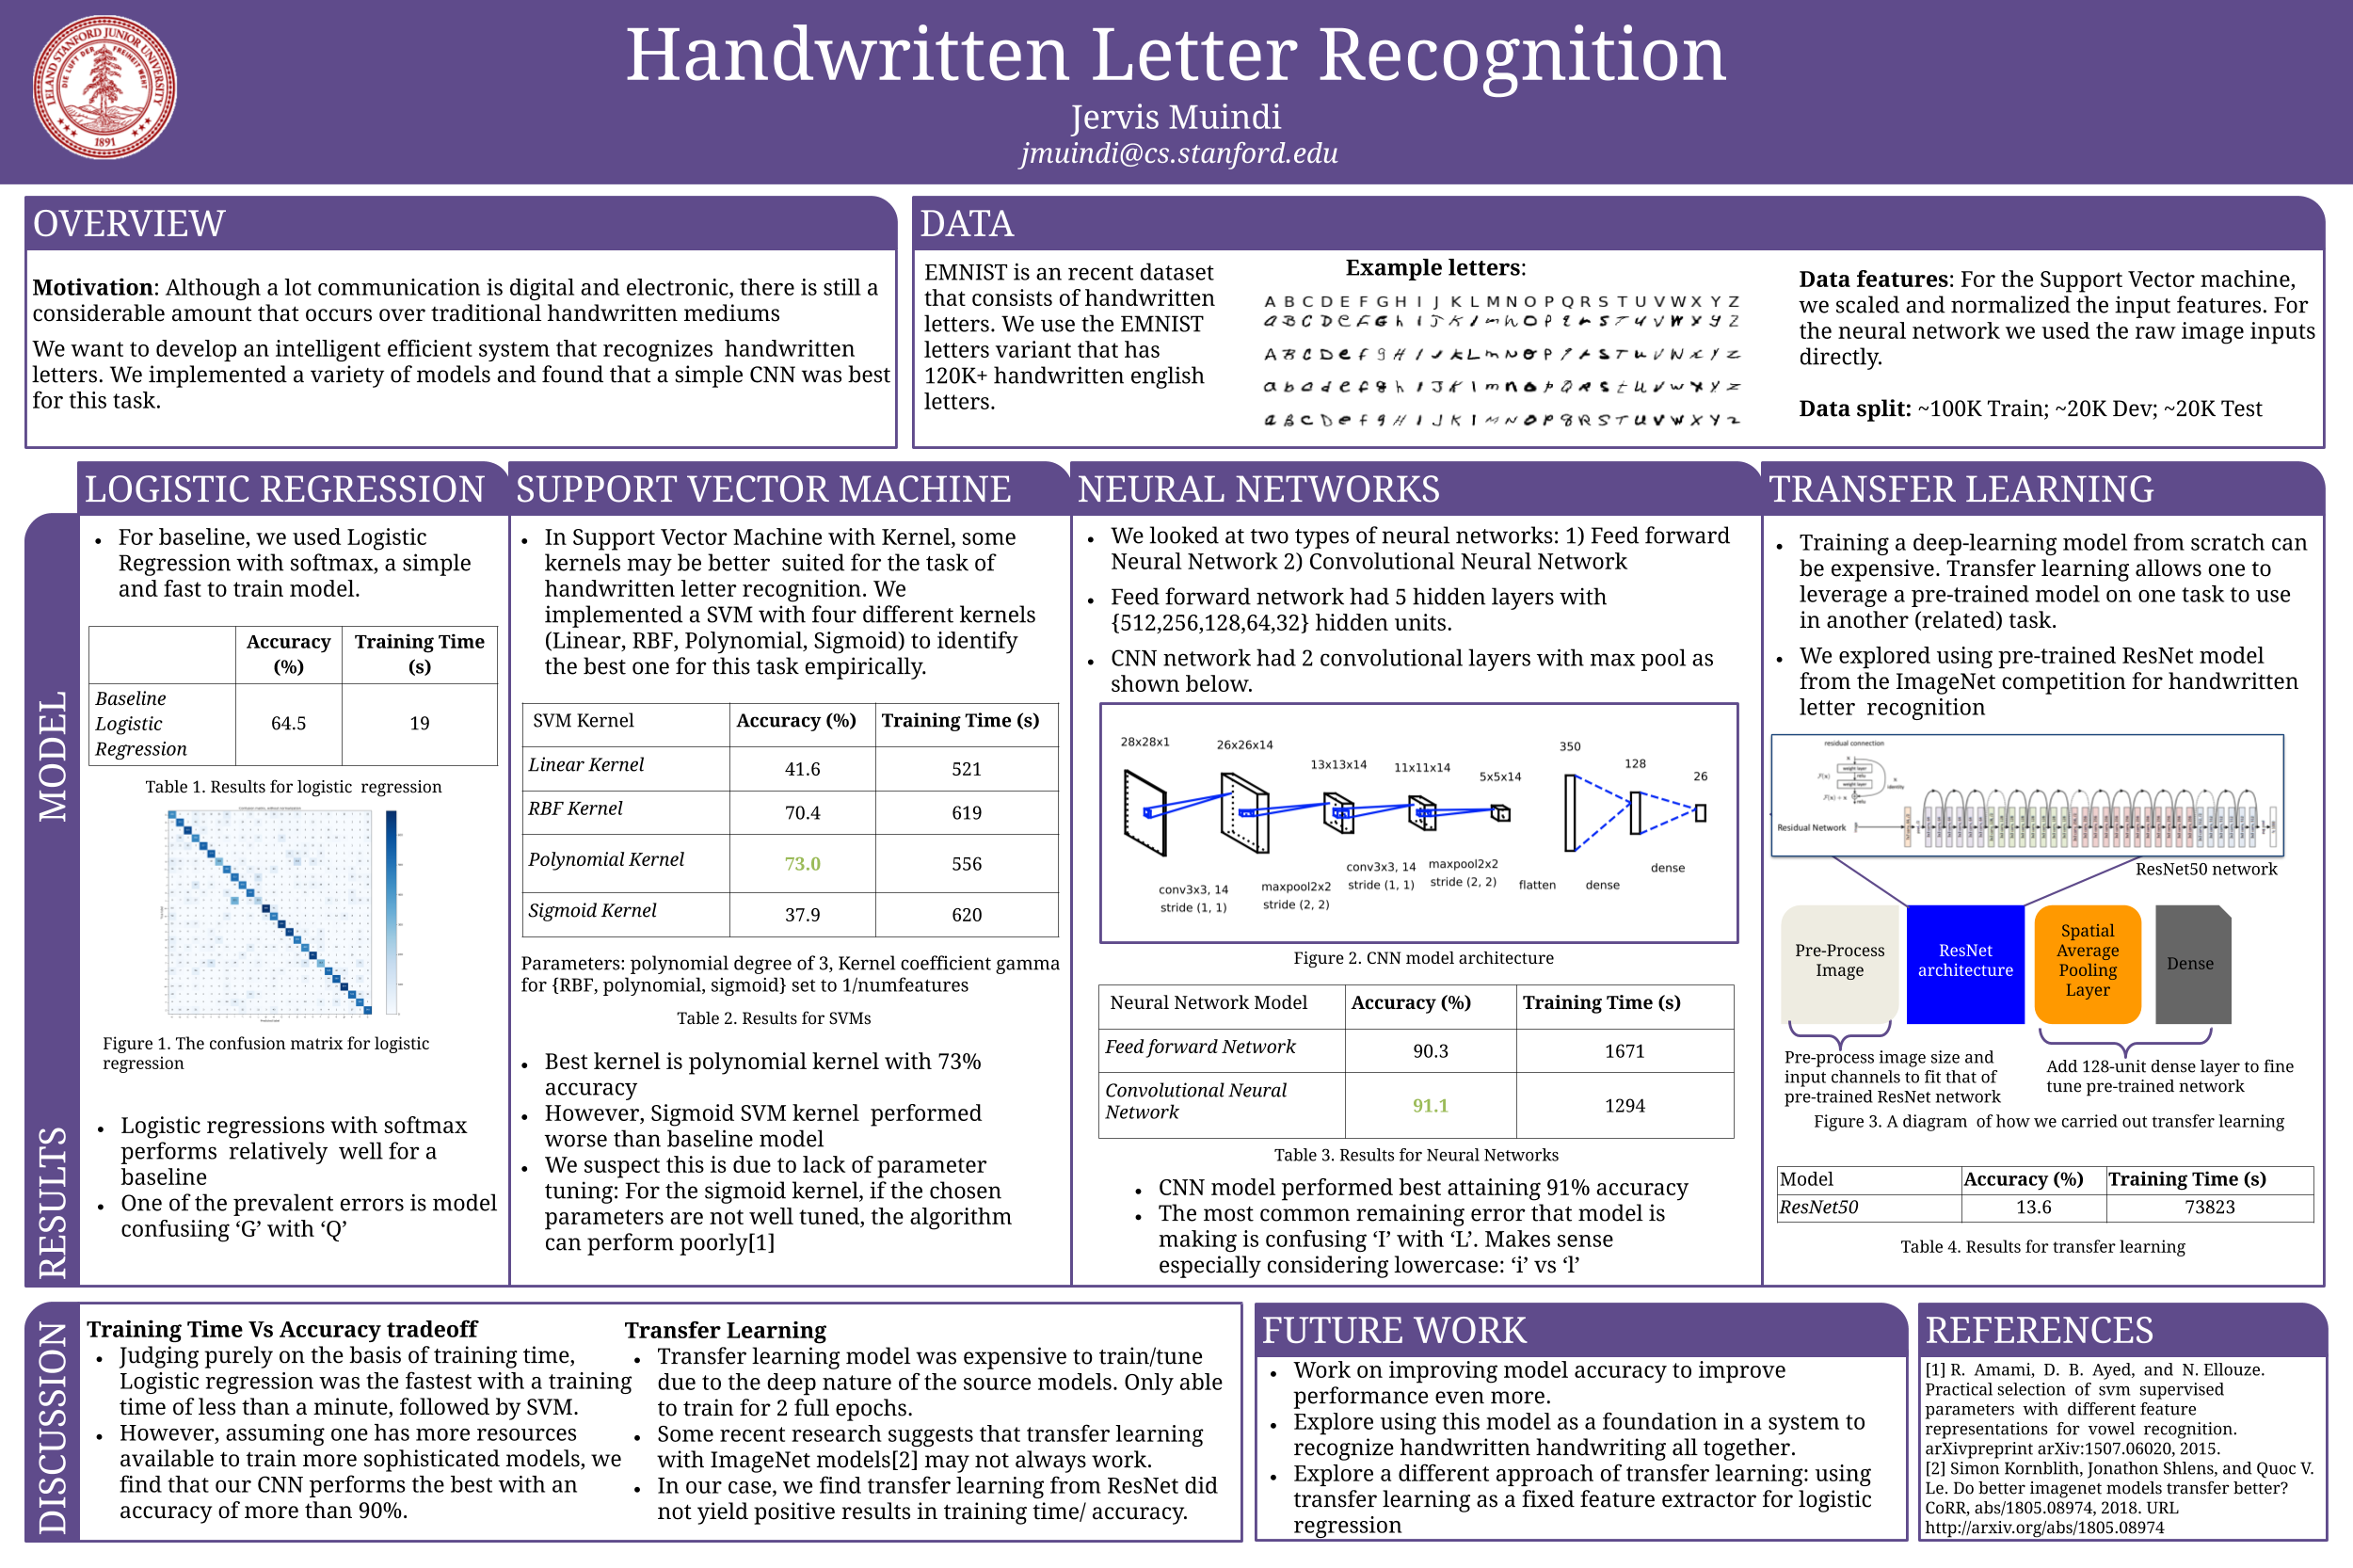 Handwritten Letter Recognition
Jervis Muindi
jmuindi@cs.stanford.edu
LELAND STANFORD JUNIOR UNIVERSITY
DIE LUFT DER FREIHEIT WEHT
1891
OVERVIEW
Motivation: Although a lot communication is digital and electronic, there is still a
considerable amount that occurs over traditional handwritten mediums
We want to develop an intelligent efficient system that recognizes handwritten
letters. We implemented a variety of models and found that a simple CNN was best
for this task.
DATA
EMNIST is an recent dataset
that consists of handwritten
letters. We use the EMNIST
letters variant that has
120K+ handwritten english
letters.
Example letters:
A B C D E F G H I J K L M N O P Q R S T U V W X Y Z
Data features: For the Support Vector machine,
we scaled and normalized the input features. For
the neural network we used the raw image inputs
directly.
Data split: ~100K Train; ~20K Dev; ~20K Test
MODEL
RESULTS
LOGISTIC REGRESSION
• For baseline, we used Logistic
Regression with softmax, a simple
and fast to train model.
Accuracy (%) Training Time (s)
Baseline Logistic Regression 64.5 19
Table 1. Results for logistic regression
Figure 1. The confusion matrix for logistic
regression
• Logistic regressions with softmax
performs relatively well for a
baseline
• One of the prevalent errors is model
confusiing ‘G’ with ‘Q’
SUPPORT VECTOR MACHINE
• In Support Vector Machine with Kernel, some
kernels may be better suited for the task of
handwritten letter recognition. We
implemented a SVM with four different kernels
(Linear, RBF, Polynomial, Sigmoid) to identify
the best one for this task empirically.
SVM Kernel Accuracy (%) Training Time (s)
Linear Kernel 41.6 521
RBF Kernel 70.4 619
Polynomial Kernel 73.0 556
Sigmoid Kernel 37.9 620
Parameters: polynomial degree of 3, Kernel coefficient gamma
for {RBF, polynomial, sigmoid} set to 1/numfeatures
Table 2. Results for SVMs
• Best kernel is polynomial kernel with 73%
accuracy
• However, Sigmoid SVM kernel performed
worse than baseline model
• We suspect this is due to lack of parameter
tuning: For the sigmoid kernel, if the chosen
parameters are not well tuned, the algorithm
can perform poorly[1]
NEURAL NETWORKS
• We looked at two types of neural networks: 1) Feed forward
Neural Network 2) Convolutional Neural Network
• Feed forward network had 5 hidden layers with
{512,256,128,64,32} hidden units.
• CNN network had 2 convolutional layers with max pool as
shown below.
28x28x1 26x26x14 13x13x14 11x11x14 5x5x14 350 128 26
conv3x3, 14
stride (1, 1)
maxpool2x2
stride (2, 2)
conv3x3, 14
stride (1, 1)
maxpool2x2
stride (2, 2)
flatten dense dense
Figure 2. CNN model architecture
Neural Network Model Accuracy (%) Training Time (s)
Feed forward Network 90.3 1671
Convolutional Neural Network 91.1 1294
Table 3. Results for Neural Networks
• CNN model performed best attaining 91% accuracy
• The most common remaining error that model is
making is confusing ‘I’ with ‘L’. Makes sense
especially considering lowercase: ‘i’ vs ‘l’
TRANSFER LEARNING
• Training a deep-learning model from scratch can
be expensive. Transfer learning allows one to
leverage a pre-trained model on one task to use
in another (related) task.
• We explored using pre-trained ResNet model
from the ImageNet competition for handwritten
letter recognition
residual connection
weight layer
relu
weight layer
identity
relu
Residual Network
ResNet50 network
Pre-Process
Image
ResNet
architecture
Spatial
Average
Pooling
Layer
Dense
Pre-process image size and
input channels to fit that of
pre-trained ResNet network
Add 128-unit dense layer to fine
tune pre-trained network
Figure 3. A diagram of how we carried out transfer learning
Model Accuracy (%) Training Time (s)
ResNet50 13.6 73823
Table 4. Results for transfer learning
DISCUSSION
Training Time Vs Accuracy tradeoff
• Judging purely on the basis of training time,
Logistic regression was the fastest with a training
time of less than a minute, followed by SVM.
• However, assuming one has more resources
available to train more sophisticated models, we
find that our CNN performs the best with an
accuracy of more than 90%.
Transfer Learning
• Transfer learning model was expensive to train/tune
due to the deep nature of the source models. Only able
to train for 2 full epochs.
• Some recent research suggests that transfer learning
with ImageNet models[2] may not always work.
• In our case, we find transfer learning from ResNet did
not yield positive results in training time/ accuracy.
FUTURE WORK
• Work on improving model accuracy to improve
performance even more.
• Explore using this model as a foundation in a system to
recognize handwritten handwriting all together.
• Explore a different approach of transfer learning: using
transfer learning as a fixed feature extractor for logistic
regression
REFERENCES
[1] R. Amami, D. B. Ayed, and N. Ellouze.
Practical selection of svm supervised
parameters with different feature
representations for vowel recognition.
arXivpreprint arXiv:1507.06020, 2015.
[2] Simon Kornblith, Jonathon Shlens, and Quoc V.
Le. Do better imagenet models transfer better?
CoRR, abs/1805.08974, 2018. URL
http://arxiv.org/abs/1805.08974